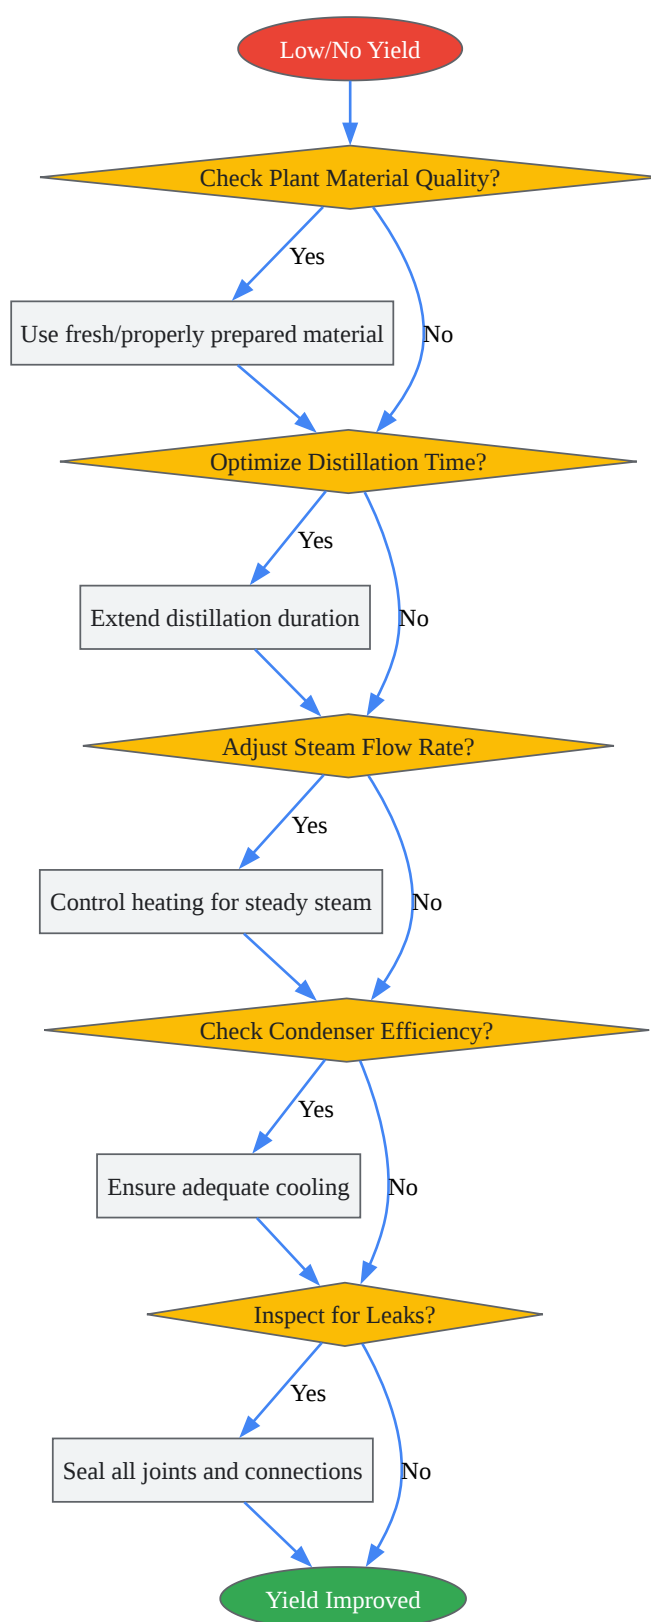 Low/No Yield
Check Plant Material Quality?
Yes
Use fresh/properly prepared material
No
Optimize Distillation Time?
Yes
Extend distillation duration
No
Adjust Steam Flow Rate?
Yes
Control heating for steady steam
No
Check Condenser Efficiency?
Yes
Ensure adequate cooling
No
Inspect for Leaks?
Yes
Seal all joints and connections
No
Yield Improved